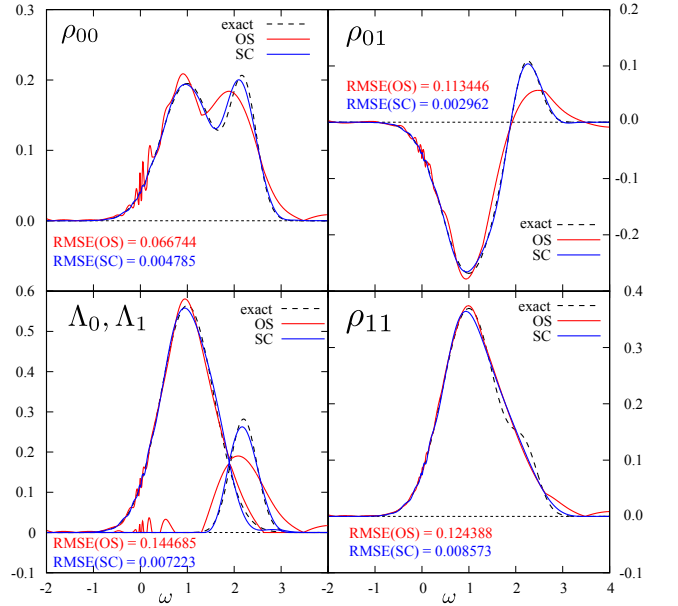 ρ00
exact
OS
SC
RMSE(OS) = 0.066744
RMSE(SC) = 0.004785
0.3
0.2
0.1
0.0
ρ01
RMSE(OS) = 0.113446
RMSE(SC) = 0.002962
exact
OS
SC
0.2
0.1
0.0
-0.1
-0.2
Λ0, Λ1
exact
OS
SC
RMSE(OS) = 0.144685
RMSE(SC) = 0.007223
0.6
0.5
0.4
0.3
0.2
0.1
0
-0.1
-2 -1 0 1 2 3
ω
ρ11
exact
OS
SC
RMSE(OS) = 0.124388
RMSE(SC) = 0.008573
0.4
0.3
0.2
0.1
0.0
-0.1
-2 -1 0 1 2 3 4
ω